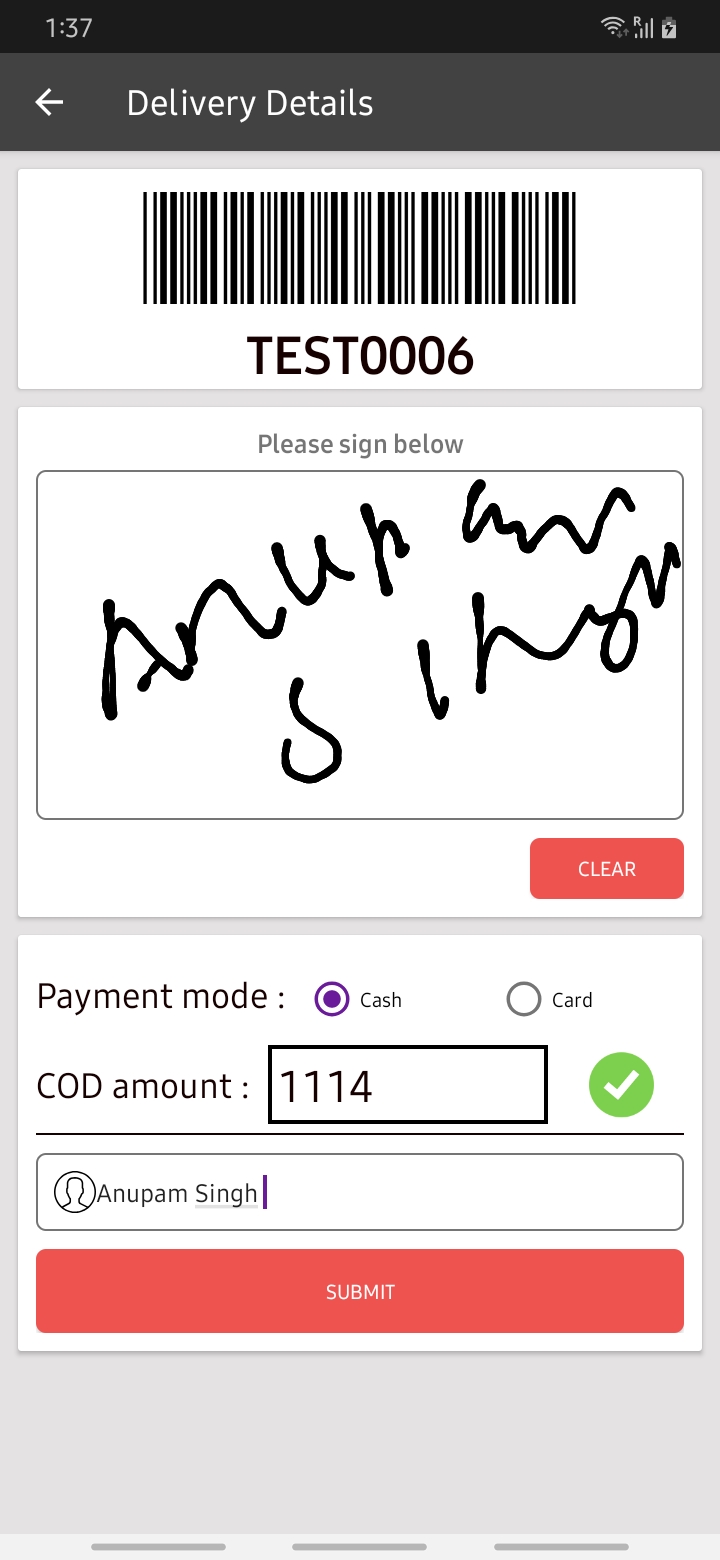 1:37
R
Delivery Details
TEST0006
Please sign below
Anupam
Singh
CLEAR
Payment mode : Cash Card
COD amount : 1114
Anupam Singh
SUBMIT